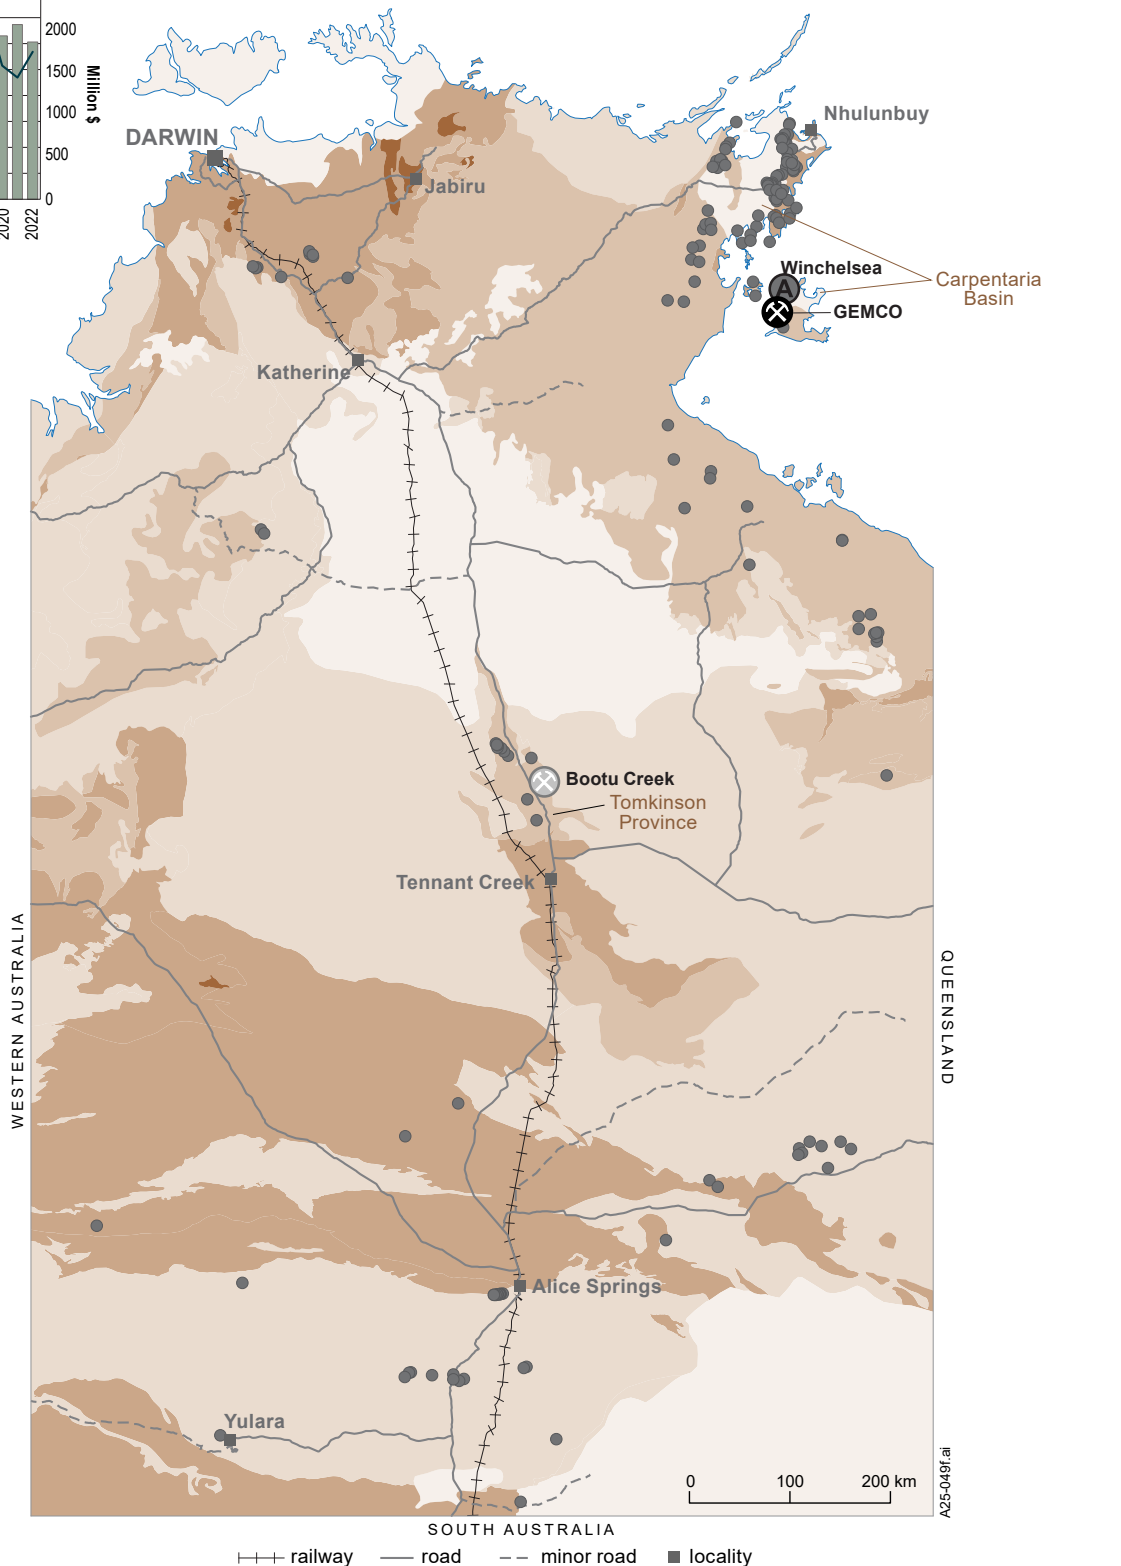 2000
1500
1000
500
0
Million $
2020
2022
DARWIN
Nhulunbuy
Jabiru
Winchelsea
A
Carpentaria
Basin
GEMCO
Katherine
Bootu Creek
Tomkinson
Province
Tennant Creek
WESTERN AUSTRALIA
QUEENSLAND
Alice Springs
Yulara
0 100 200 km
A25-049f.ai
SOUTH AUSTRALIA
railway road minor road locality